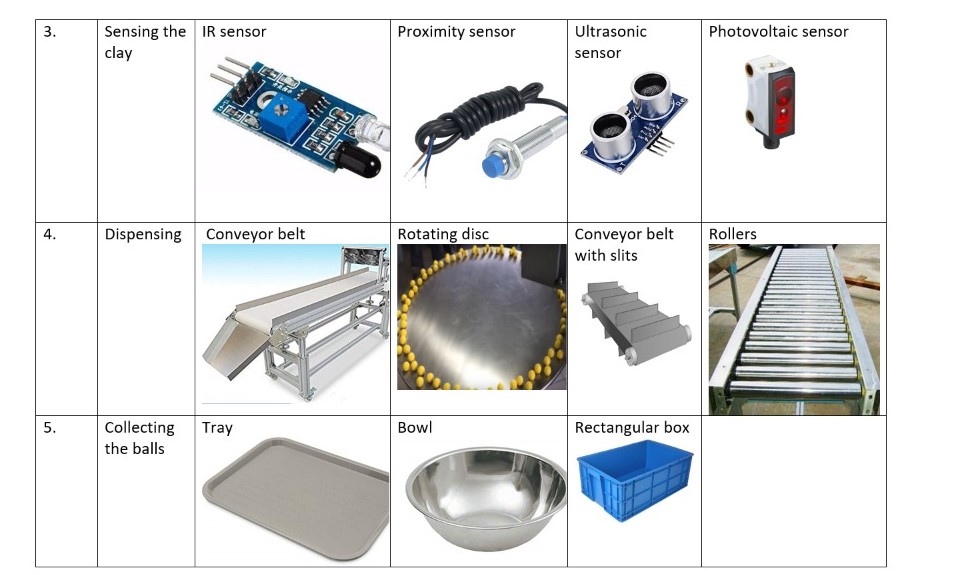 3.
Sensing the
clay
IR sensor
Proximity sensor
Ultrasonic
sensor
Photovoltaic sensor
4.
Dispensing
Conveyor belt
Rotating disc
Conveyor belt
with slits
Rollers
5.
Collecting
the balls
Tray
Bowl
Rectangular box